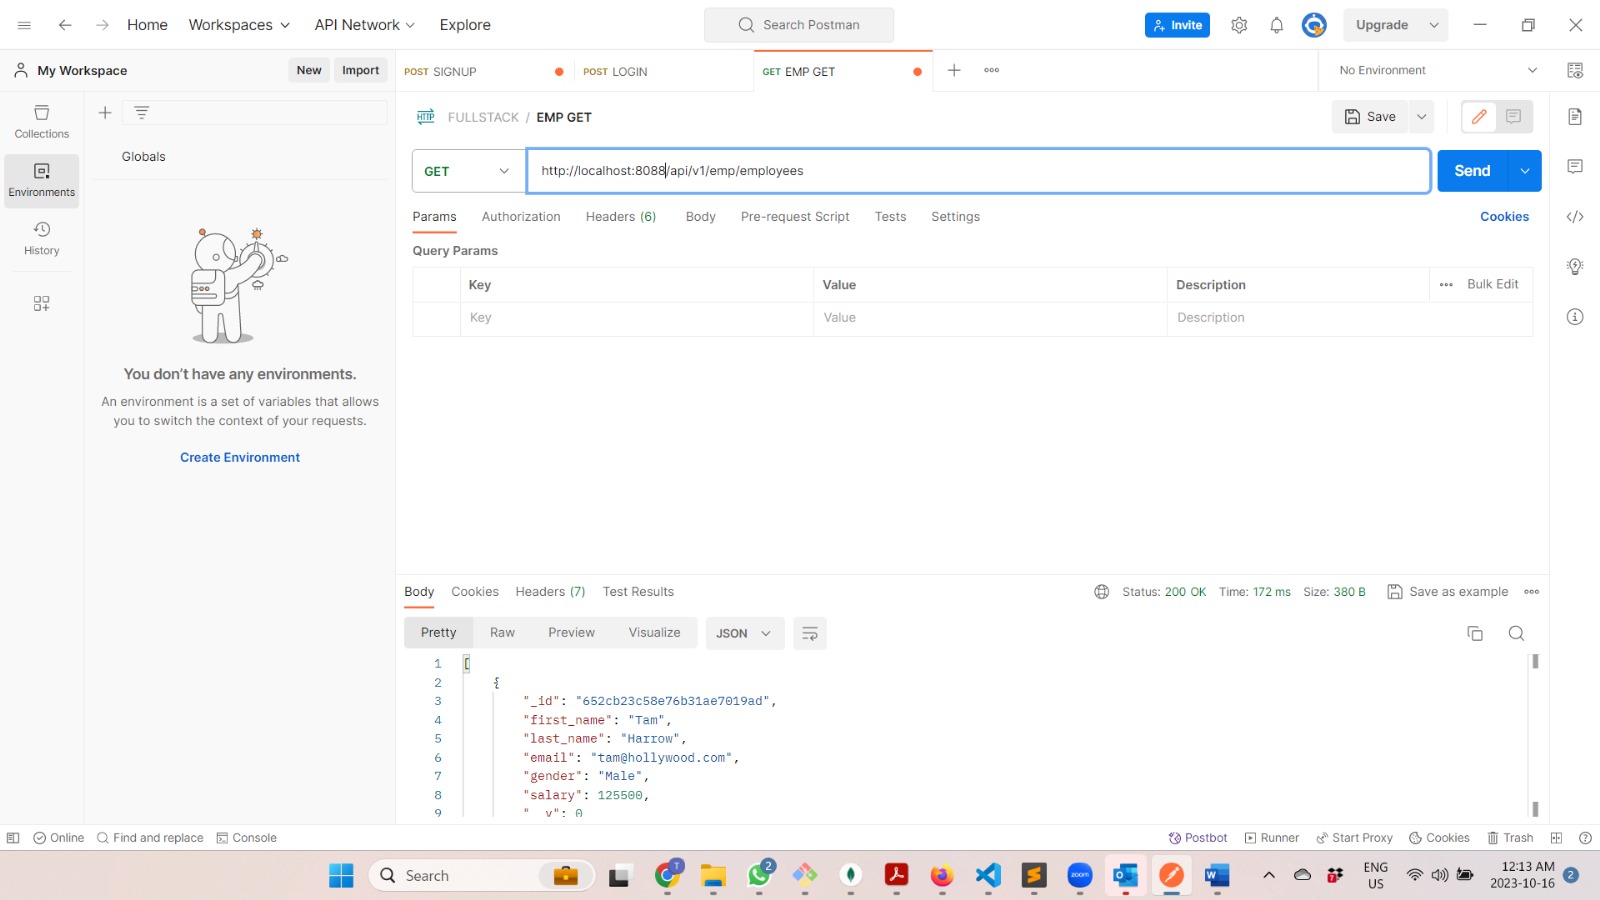 Home Workspaces API Network Explore Search Postman Invite Upgrade
My Workspace New Import POST SIGNUP POST LOGIN GET EMP GET No Environment
Collections
Environments
History
Globals
You don't have any environments.
An environment is a set of variables that allows
you to switch the context of your requests.
Create Environment
HTTP FULLSTACK / EMP GET Save
GET http://localhost:8088/api/v1/emp/employees Send
Params Authorization Headers (6) Body Pre-request Script Tests Settings Cookies
Query Params
Key Value Description Bulk Edit
Key Value Description
Body Cookies Headers (7) Test Results Status: 200 OK Time: 172 ms Size: 380 B Save as example
Pretty Raw Preview Visualize JSON
1 [
2 {
3 "_id": "652cb23c58e76b31ae7019ad",
4 "first_name": "Tam",
5 "last_name": "Harrow",
6 "email": "tam@hollywood.com",
7 "gender": "Male",
8 "salary": 125500,
9 "__v": 0
Online Find and replace Console Postbot Runner Start Proxy Cookies Trash
Search T 2 zoom ENG 12:13 AM
US 2023-10-16 2